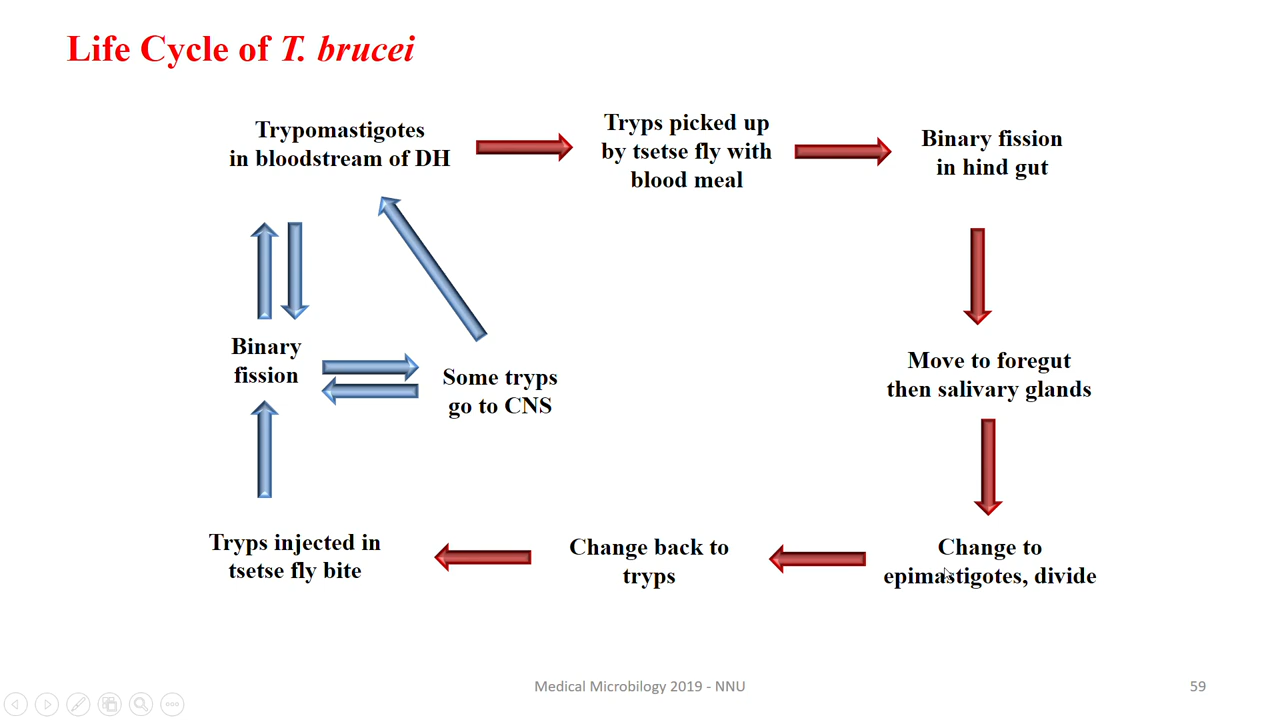 Life Cycle of T. brucei
Trypomastigotes
in bloodstream of DH
Tryps picked up
by tsetse fly with
blood meal
Binary fission
in hind gut
Move to foregut
then salivary glands
Change to
epimastigotes, divide
Change back to
tryps
Tryps injected in
tsetse fly bite
Binary
fission
Some tryps
go to CNS
Medical Microbilogy 2019 - NNU
59